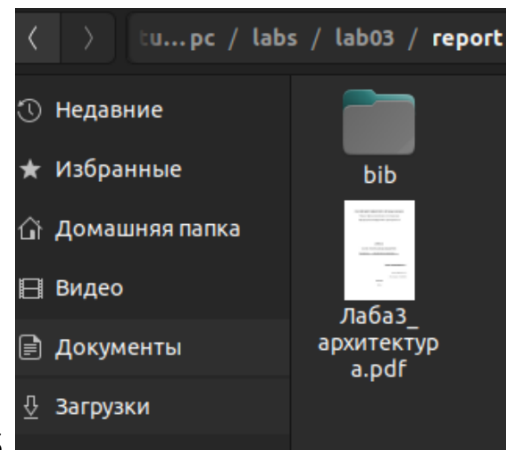 tu...pc / labs / lab03 / report
Недавние
Избранные
Домашняя папка
Видео
Документы
Загрузки
bib
Лаба3_
архитектур
а.pdf